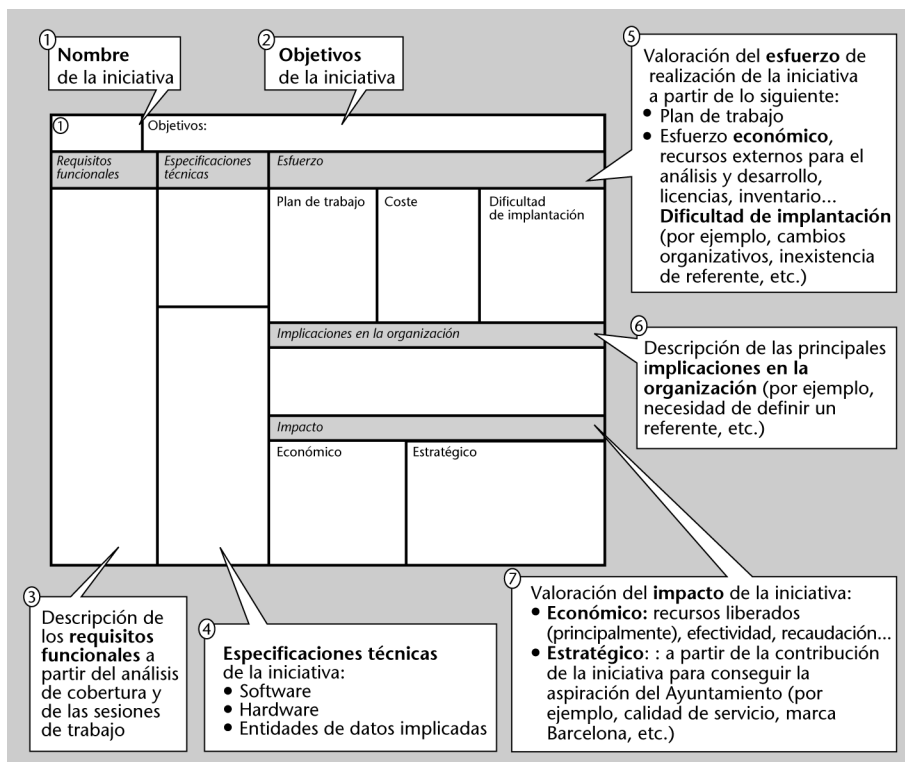 ①
Nombre
de la iniciativa
②
Objetivos
de la iniciativa
① Objetivos:
Requisitos
funcionales
Especificaciones
técnicas
Esfuerzo
Plan de trabajo
Coste
Dificultad
de implantación
Implicaciones en la organización
Impacto
Económico
Estratégico
③
Descripción de
los requisitos
funcionales a
partir del análisis
de cobertura y
de las sesiones
de trabajo
④
Especificaciones técnicas
de la iniciativa:
• Software
• Hardware
• Entidades de datos implicadas
⑤
Valoración del esfuerzo de
realización de la iniciativa
a partir de lo siguiente:
• Plan de trabajo
• Esfuerzo económico,
recursos externos para el
análisis y desarrollo,
licencias, inventario...
Dificultad de implantación
(por ejemplo, cambios
organizativos, inexistencia
de referente, etc.)
⑥
Descripción de las principales
implicaciones en la
organización (por ejemplo,
necesidad de definir un
referente, etc.)
⑦
Valoración del impacto de la iniciativa:
• Económico: recursos liberados
(principalmente), efectividad, recaudación...
• Estratégico: : a partir de la contribución
de la iniciativa para conseguir la
aspiración del Ayuntamiento (por
ejemplo, calidad de servicio, marca
Barcelona, etc.)